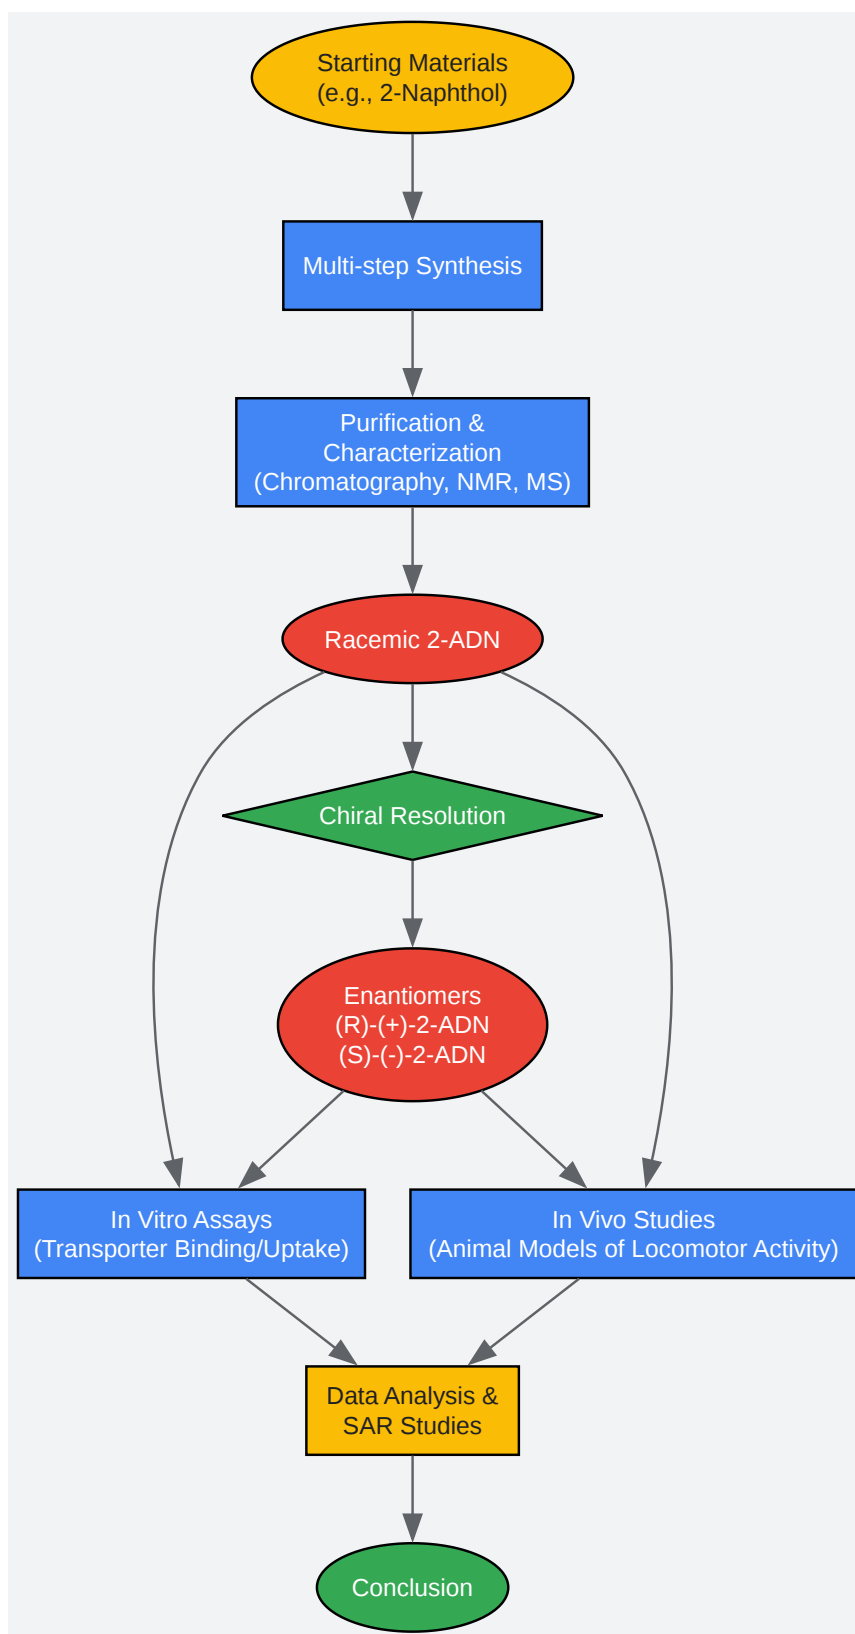 Starting Materials
(e.g., 2-Naphthol)
Multi-step Synthesis
Purification &
Characterization
(Chromatography, NMR, MS)
Racemic 2-ADN
Chiral Resolution
Enantiomers
(R)-(+)-2-ADN
(S)-(-)-2-ADN
In Vitro Assays
(Transporter Binding/Uptake)
In Vivo Studies
(Animal Models of Locomotor Activity)
Data Analysis &
SAR Studies
Conclusion